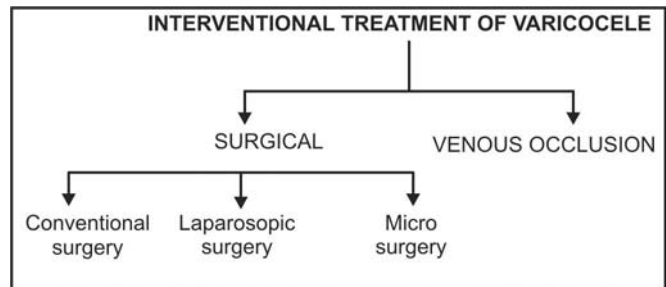 INTERVENTIONAL TREATMENT OF VARICOCELE
SURGICAL
VENOUS OCCLUSION
Conventional
surgery
Laparosopic
surgery
Micro
surgery